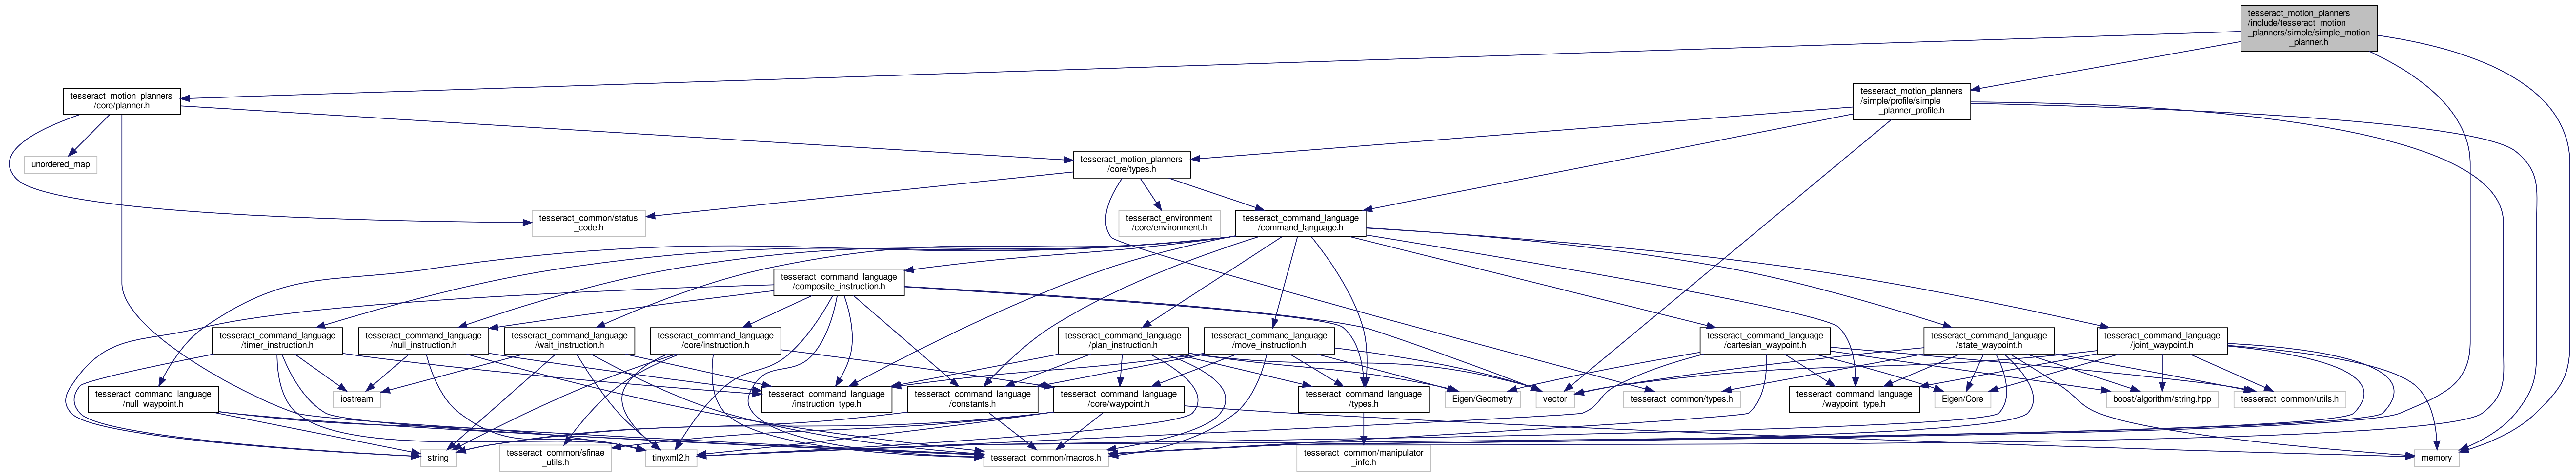 tesseract_motion_planners
/include/tesseract_motion
_planners/simple/simple_motion
_planner.h
tesseract_motion_planners
/core/planner.h
tesseract_motion_planners
/simple/profile/simple
_planner_profile.h
unordered_map
tesseract_motion_planners
/core/types.h
tesseract_common/status
_code.h
tesseract_environment
/core/environment.h
tesseract_command_language
/command_language.h
tesseract_command_language
/composite_instruction.h
tesseract_command_language
/timer_instruction.h
tesseract_command_language
/null_instruction.h
tesseract_command_language
/wait_instruction.h
tesseract_command_language
/core/instruction.h
tesseract_command_language
/plan_instruction.h
tesseract_command_language
/move_instruction.h
tesseract_command_language
/cartesian_waypoint.h
tesseract_command_language
/state_waypoint.h
tesseract_command_language
/joint_waypoint.h
tesseract_command_language
/null_waypoint.h
iostream
tesseract_command_language
/instruction_type.h
tesseract_command_language
/constants.h
tesseract_command_language
/core/waypoint.h
tesseract_command_language
/types.h
Eigen/Geometry
vector
tesseract_common/types.h
tesseract_command_language
/waypoint_type.h
Eigen/Core
boost/algorithm/string.hpp
tesseract_common/utils.h
string
tesseract_common/sfinae
_utils.h
tinyxml2.h
tesseract_common/macros.h
tesseract_common/manipulator
_info.h
memory